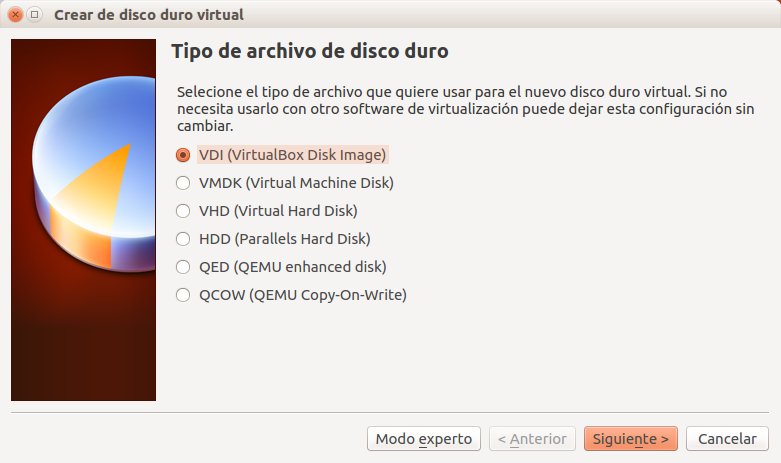 Crear de disco duro virtual
Tipo de archivo de disco duro
Selecione el tipo de archivo que quiere usar para el nuevo disco duro virtual. Si no
necesita usarlo con otro software de virtualización puede dejar esta configuración sin
cambiar.
VDI (VirtualBox Disk Image)
VMDK (Virtual Machine Disk)
VHD (Virtual Hard Disk)
HDD (Parallels Hard Disk)
QED (QEMU enhanced disk)
QCOW (QEMU Copy-On-Write)
Modo experto < Anterior Siguiente > Cancelar